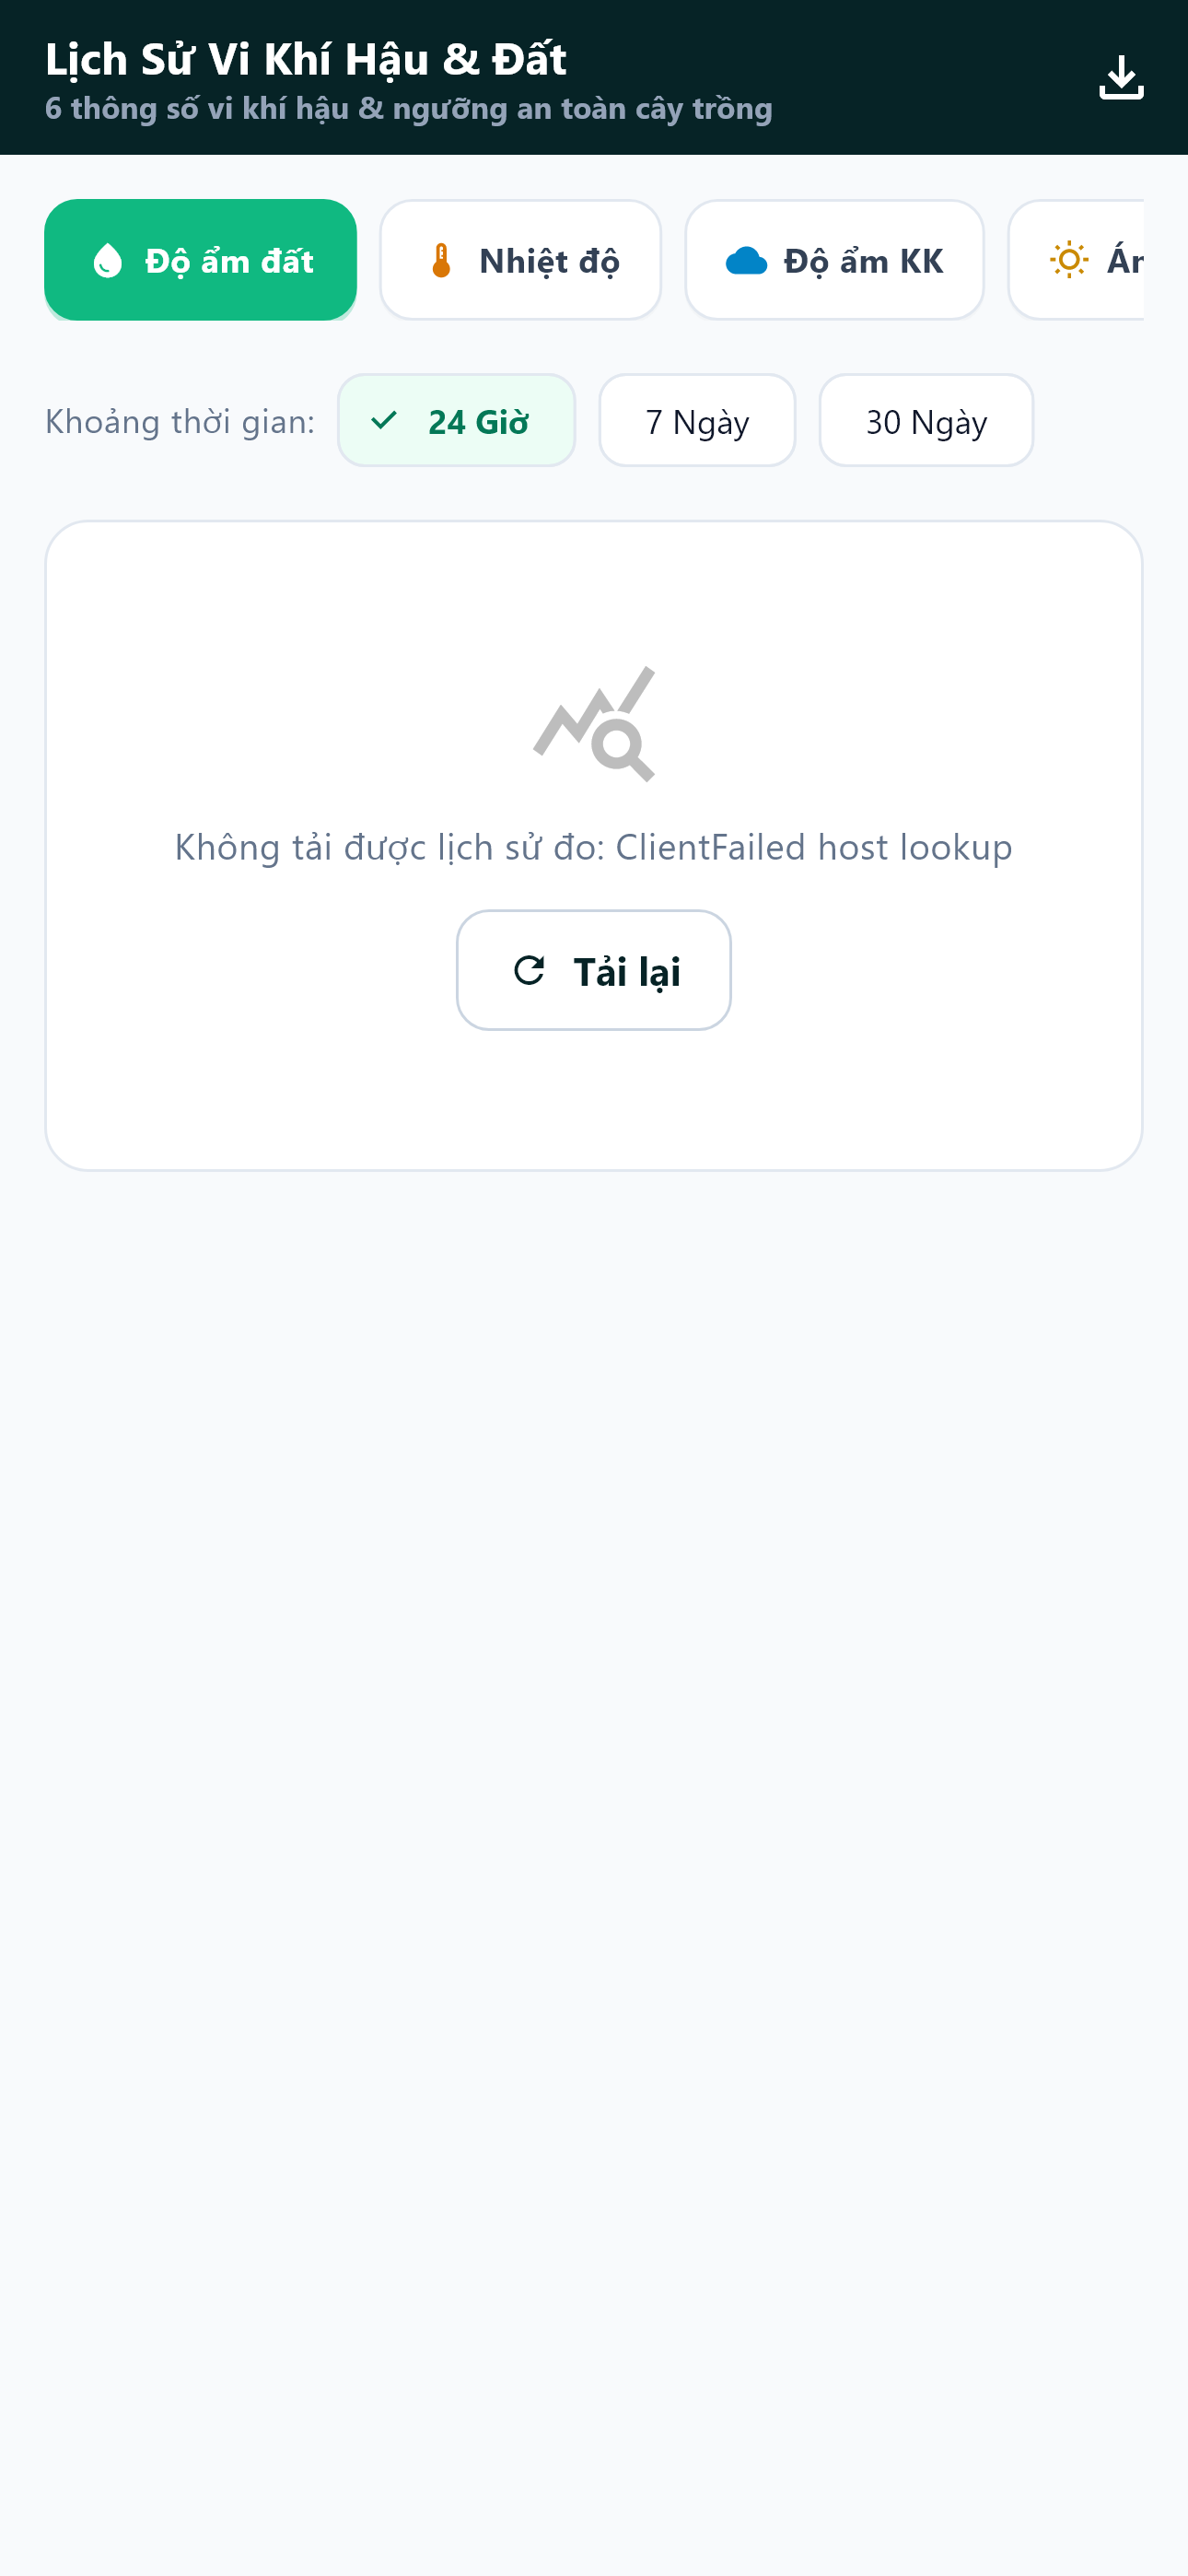 Lịch Sử Vi Khí Hậu & Đất
6 thông số vi khí hậu & ngưỡng an toàn cây trồng
Độ ẩm đất
Nhiệt độ
Độ ẩm KK
Khoảng thời gian:
24 Giờ
7 Ngày
30 Ngày
Không tải được lịch sử đo: ClientFailed host lookup
Tải lại